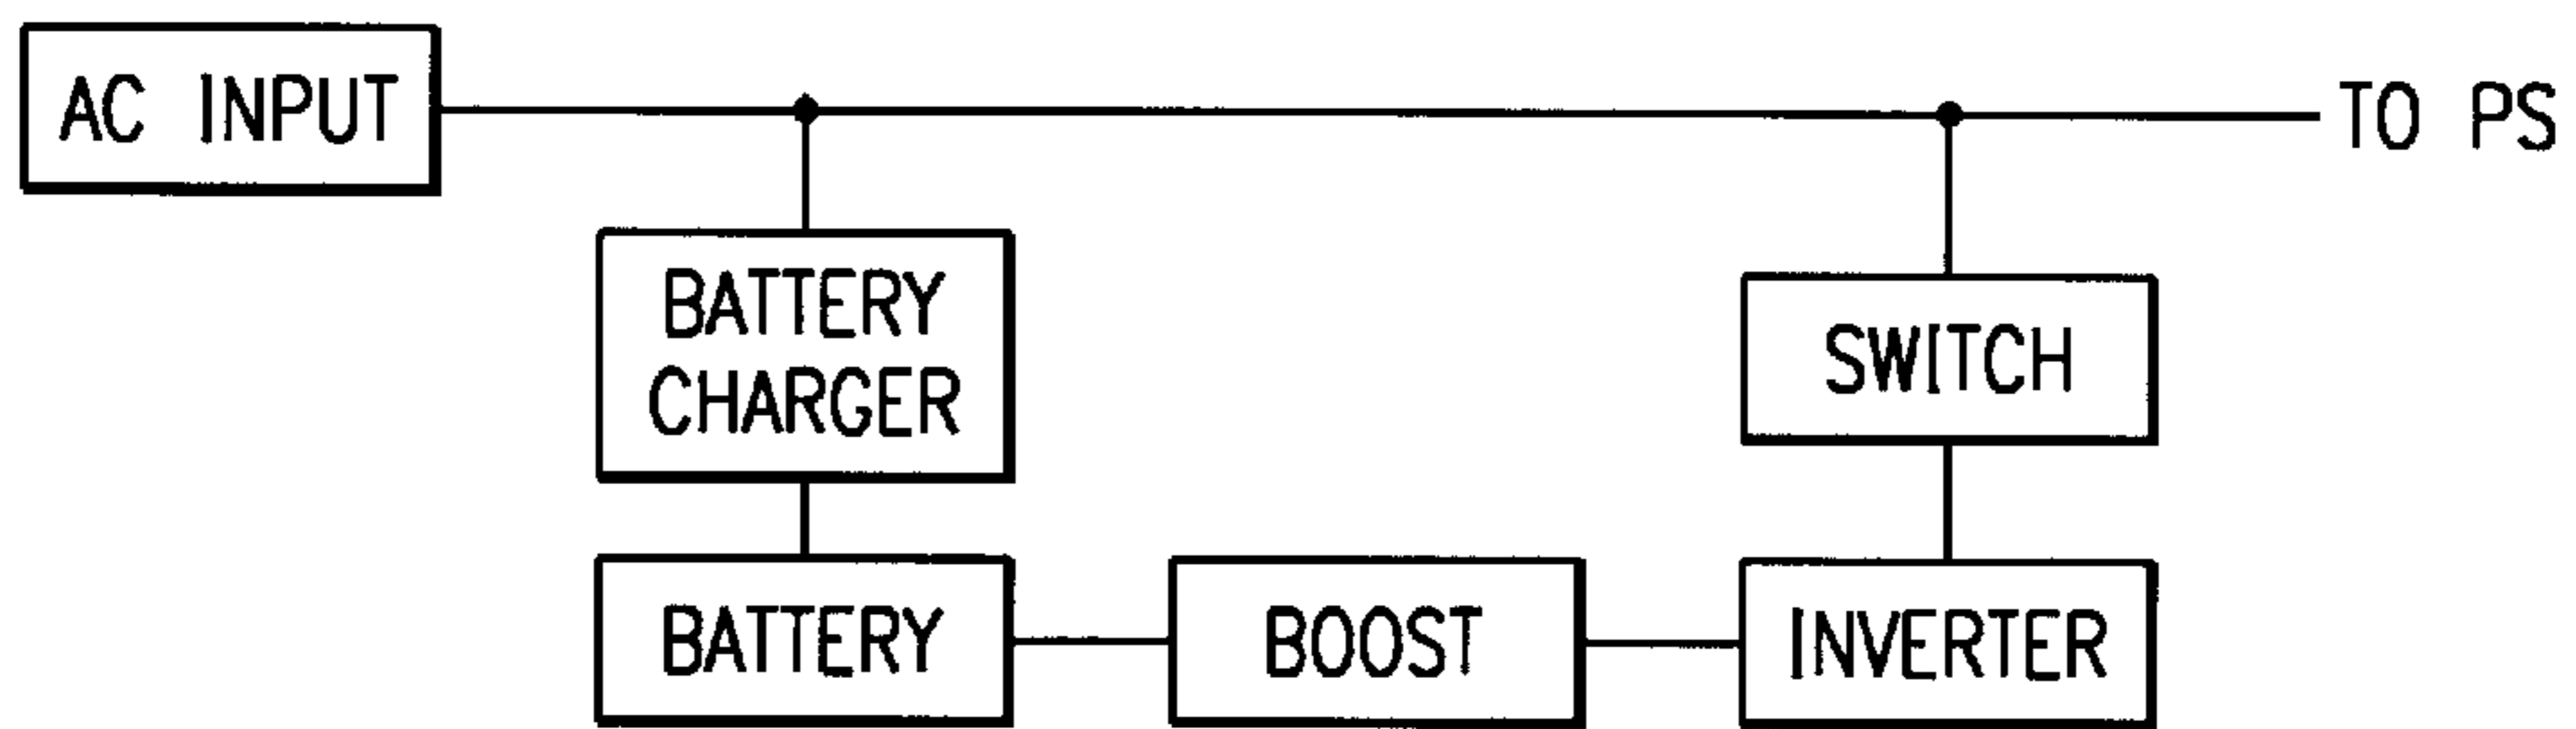 AC INPUT
TO PS
BATTERY
CHARGER
SWITCH
BATTERY
BOOST
INVERTER